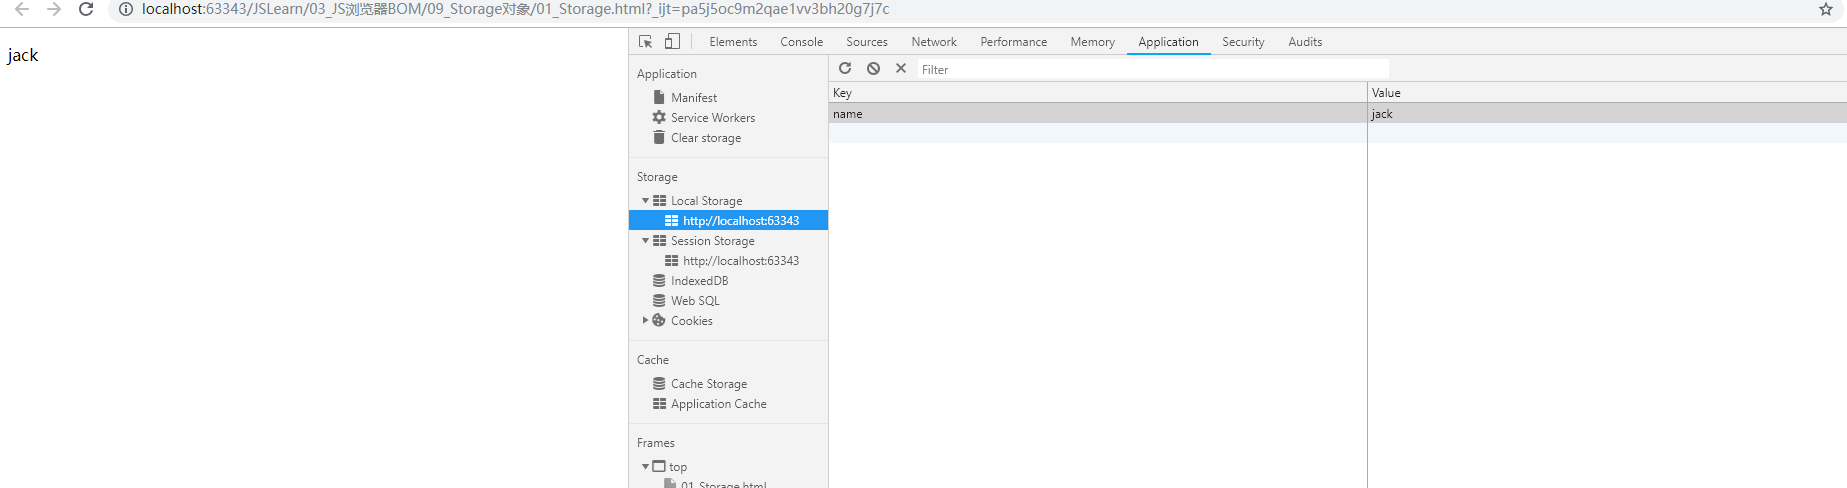 localhost:63343/JSLearn/03_JS浏览器BOM/09_Storage对象/01_Storage.html?_ijt=pa5j5oc9m2qae1vv3bh20g7j7c
jack
Elements Console Sources Network Performance Memory Application Security Audits
Application
Manifest
Service Workers
Clear storage
Storage
Local Storage
http://localhost:63343
Session Storage
http://localhost:63343
IndexedDB
Web SQL
Cookies
Cache
Cache Storage
Application Cache
Frames
top
01_Storage.html
Filter
Key Value
name jack